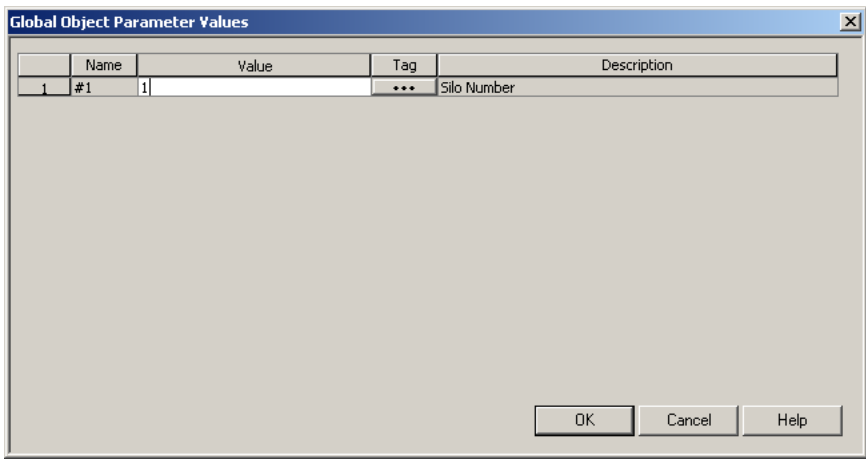 Global Object Parameter Values
Name Value Tag Description
1 #1 1 ••• Silo Number
OK Cancel Help